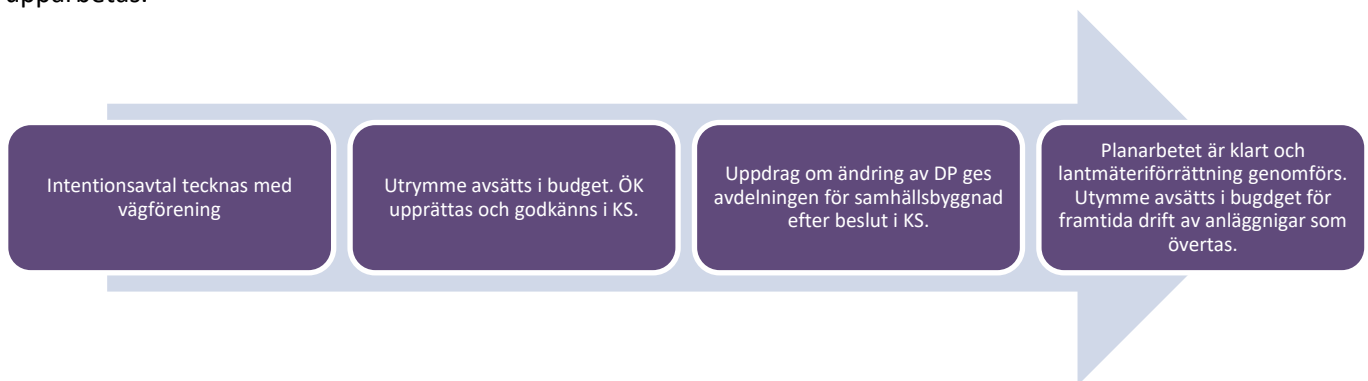 Intentionsavtal tecknas med
vägförening
Utrymme avsätts i budget. ÖK
upprättas och godkänns i KS.
Uppdrag om ändring av DP ges
avdelningen för samhällsbyggnad
efter beslut i KS.
Planarbetet är klart och
lantmäteriförrättning genomförs.
Utymme avsätts i bugdget för
framtida drift av anläggnigar som
övertas.